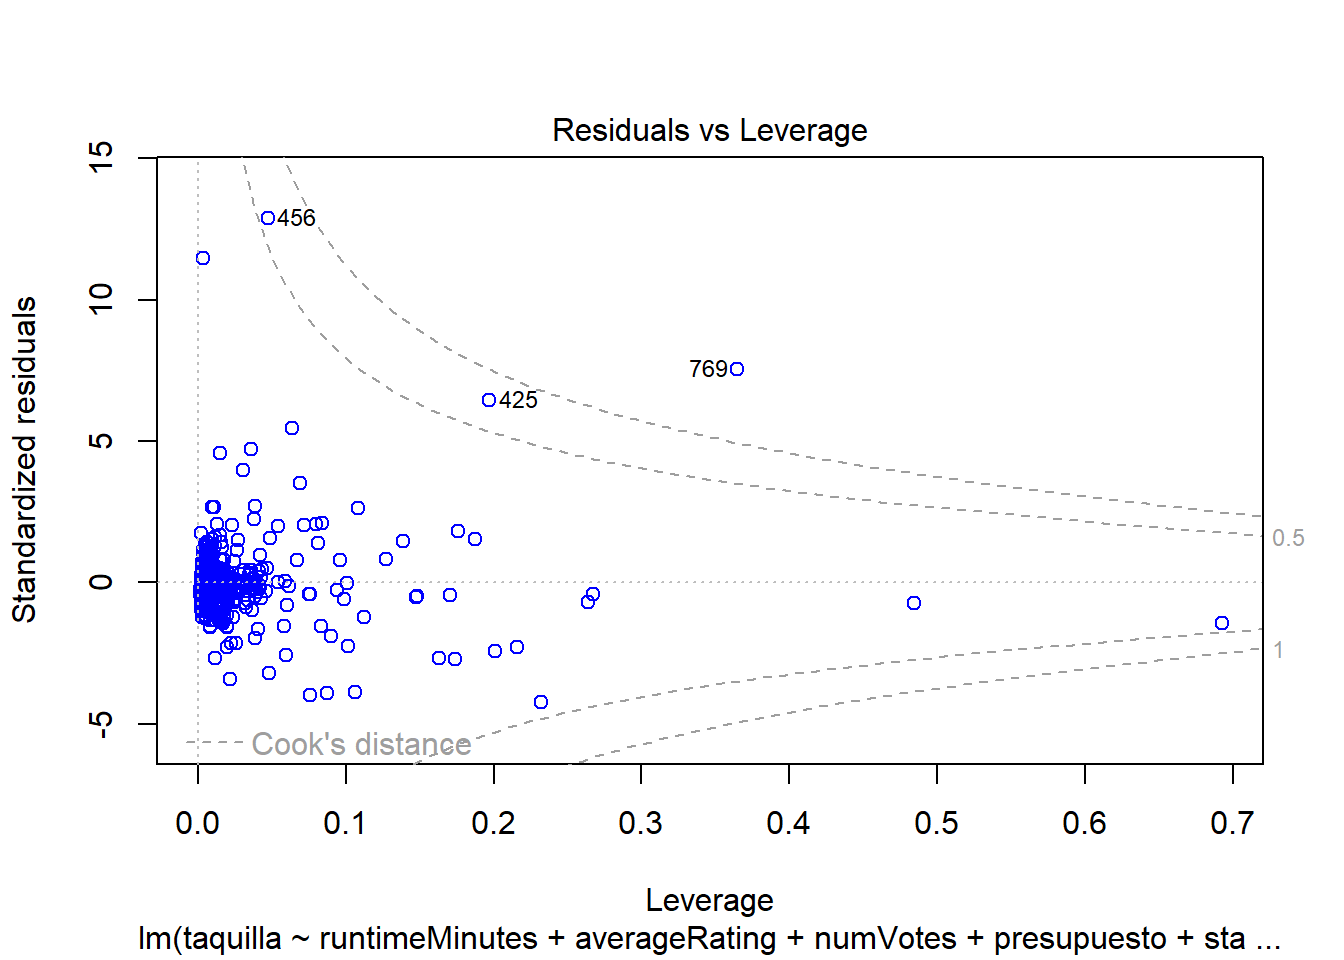 Residuals vs Leverage
Standardized residuals
15
10
5
0
-5
456
769
425
0.5
1
Cook's distance
0.0 0.1 0.2 0.3 0.4 0.5 0.6 0.7
Leverage
lm(taquilla ~ runtimeMinutes + averageRating + numVotes + presupuesto + sta ...